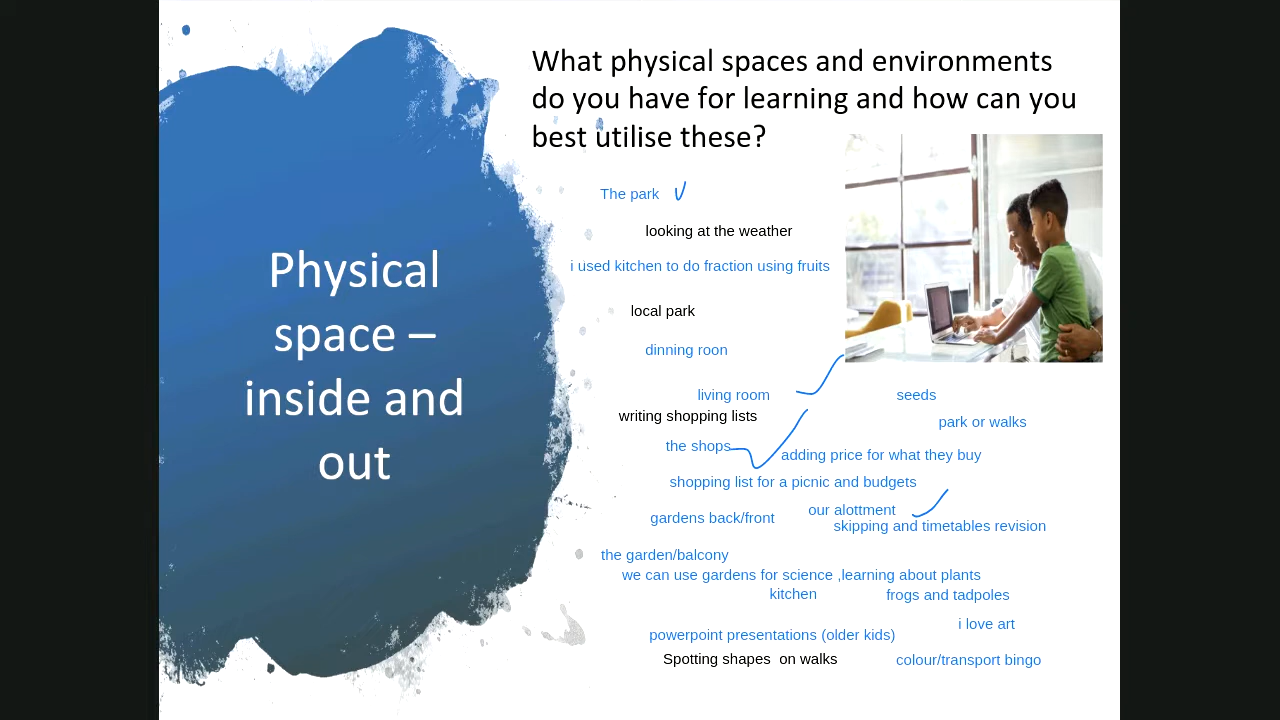 What physical spaces and environments
do you have for learning and how can you
best utilise these?
Physical
space –
inside and
out
The park
looking at the weather
i used kitchen to do fraction using fruits
local park
dinning roon
living room
seeds
writing shopping lists
park or walks
the shops
adding price for what they buy
shopping list for a picnic and budgets
our alottment
gardens back/front
skipping and timetables revision
the garden/balcony
we can use gardens for science ,learning about plants
kitchen
frogs and tadpoles
i love art
powerpoint presentations (older kids)
Spotting shapes  on walks
colour/transport bingo